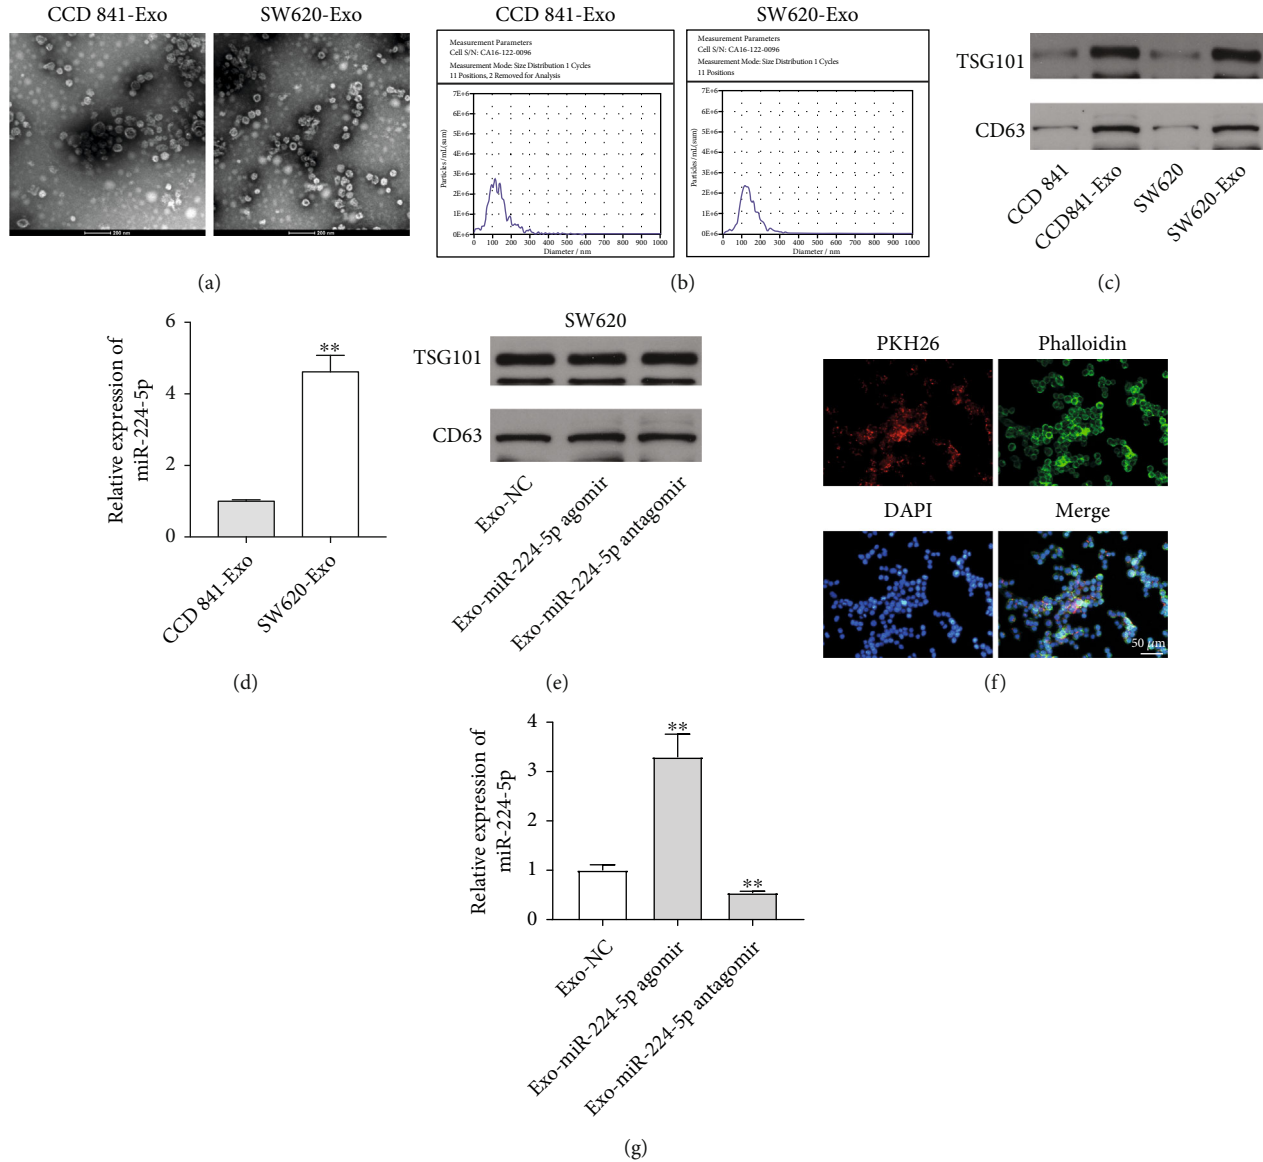 CCD 841-Exo
SW620-Exo
200 nm
200 nm
(a)
CCD 841-Exo
SW620-Exo
Measurement Parameters
Cell S/N: CA16-122-0096
Measurement Mode: Size Distribution 1 Cycles
11 Positions, 2 Removed for Analysis
7E+6
6E+6
5E+6
4E+6
3E+6
2E+6
1E+6
0E+6
Particles / mL(sum)
0 100 200 300 400 500 600 700 800 900 1000
Diameter / nm
Measurement Parameters
Cell S/N: CA16-122-0096
Measurement Mode: Size Distribution 1 Cycles
11 Positions
7E+6
6E+6
5E+6
4E+6
3E+6
2E+6
1E+6
0E+6
Particles / mL(sum)
0 100 200 300 400 500 600 700 800 900 1000
Diameter / nm
(b)
TSG101
CD63
CCD 841
CCD841-Exo
SW620
SW620-Exo
(c)
Relative expression of
miR-224-5p
6
4
2
0
**
CCD 841-Exo
SW620-Exo
(d)
SW620
TSG101
CD63
Exo-NC
Exo-miR-224-5p agomir
Exo-miR-224-5p antagomir
(e)
PKH26
Phalloidin
DAPI
Merge
50 μm
(f)
Relative expression of
miR-224-5p
4
3
2
1
0
**
**
Exo-NC
Exo-miR-224-5p agomir
Exo-miR-224-5p antagomir
(g)